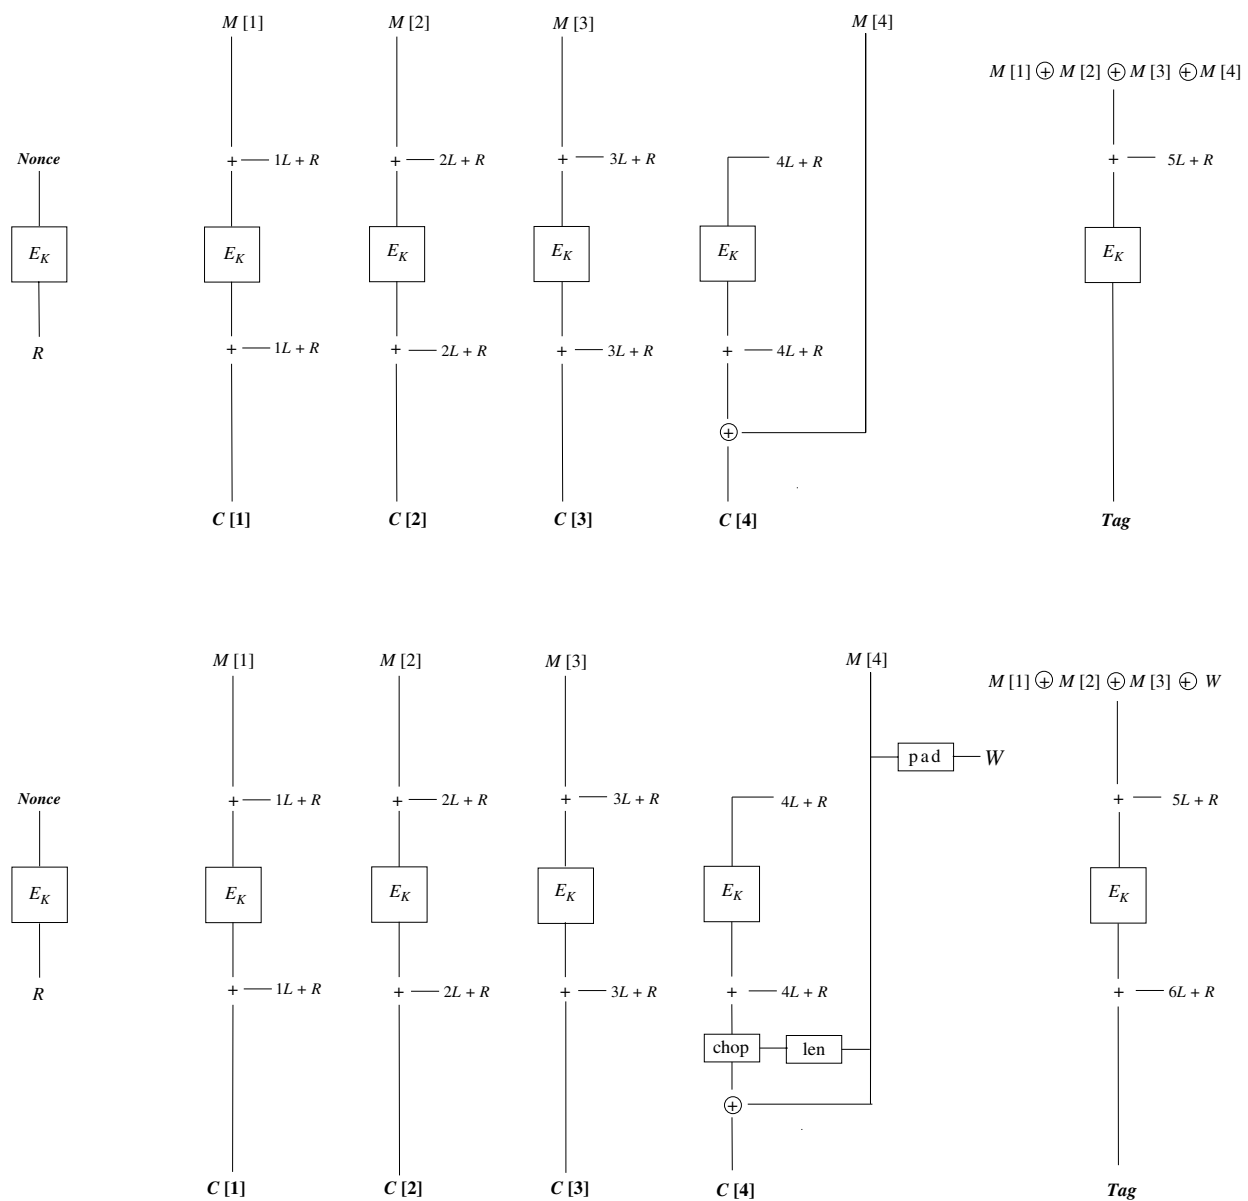 M [1] M [2] M [3] M [4]
M [1] ⊕ M [2] ⊕ M [3] ⊕ M [4]
Nonce + 1L + R + 2L + R + 3L + R 4L + R + 5L + R
E_K E_K E_K E_K E_K E_K
R + 1L + R + 2L + R + 3L + R + 4L + R
⊕
C [1] C [2] C [3] C [4] Tag
M [1] M [2] M [3] M [4]
M [1] ⊕ M [2] ⊕ M [3] ⊕ W
pad W
Nonce + 1L + R + 2L + R + 3L + R 4L + R + 5L + R
E_K E_K E_K E_K E_K E_K
R + 1L + R + 2L + R + 3L + R + 4L + R + 6L + R
chop len
⊕
C [1] C [2] C [3] C [4] Tag